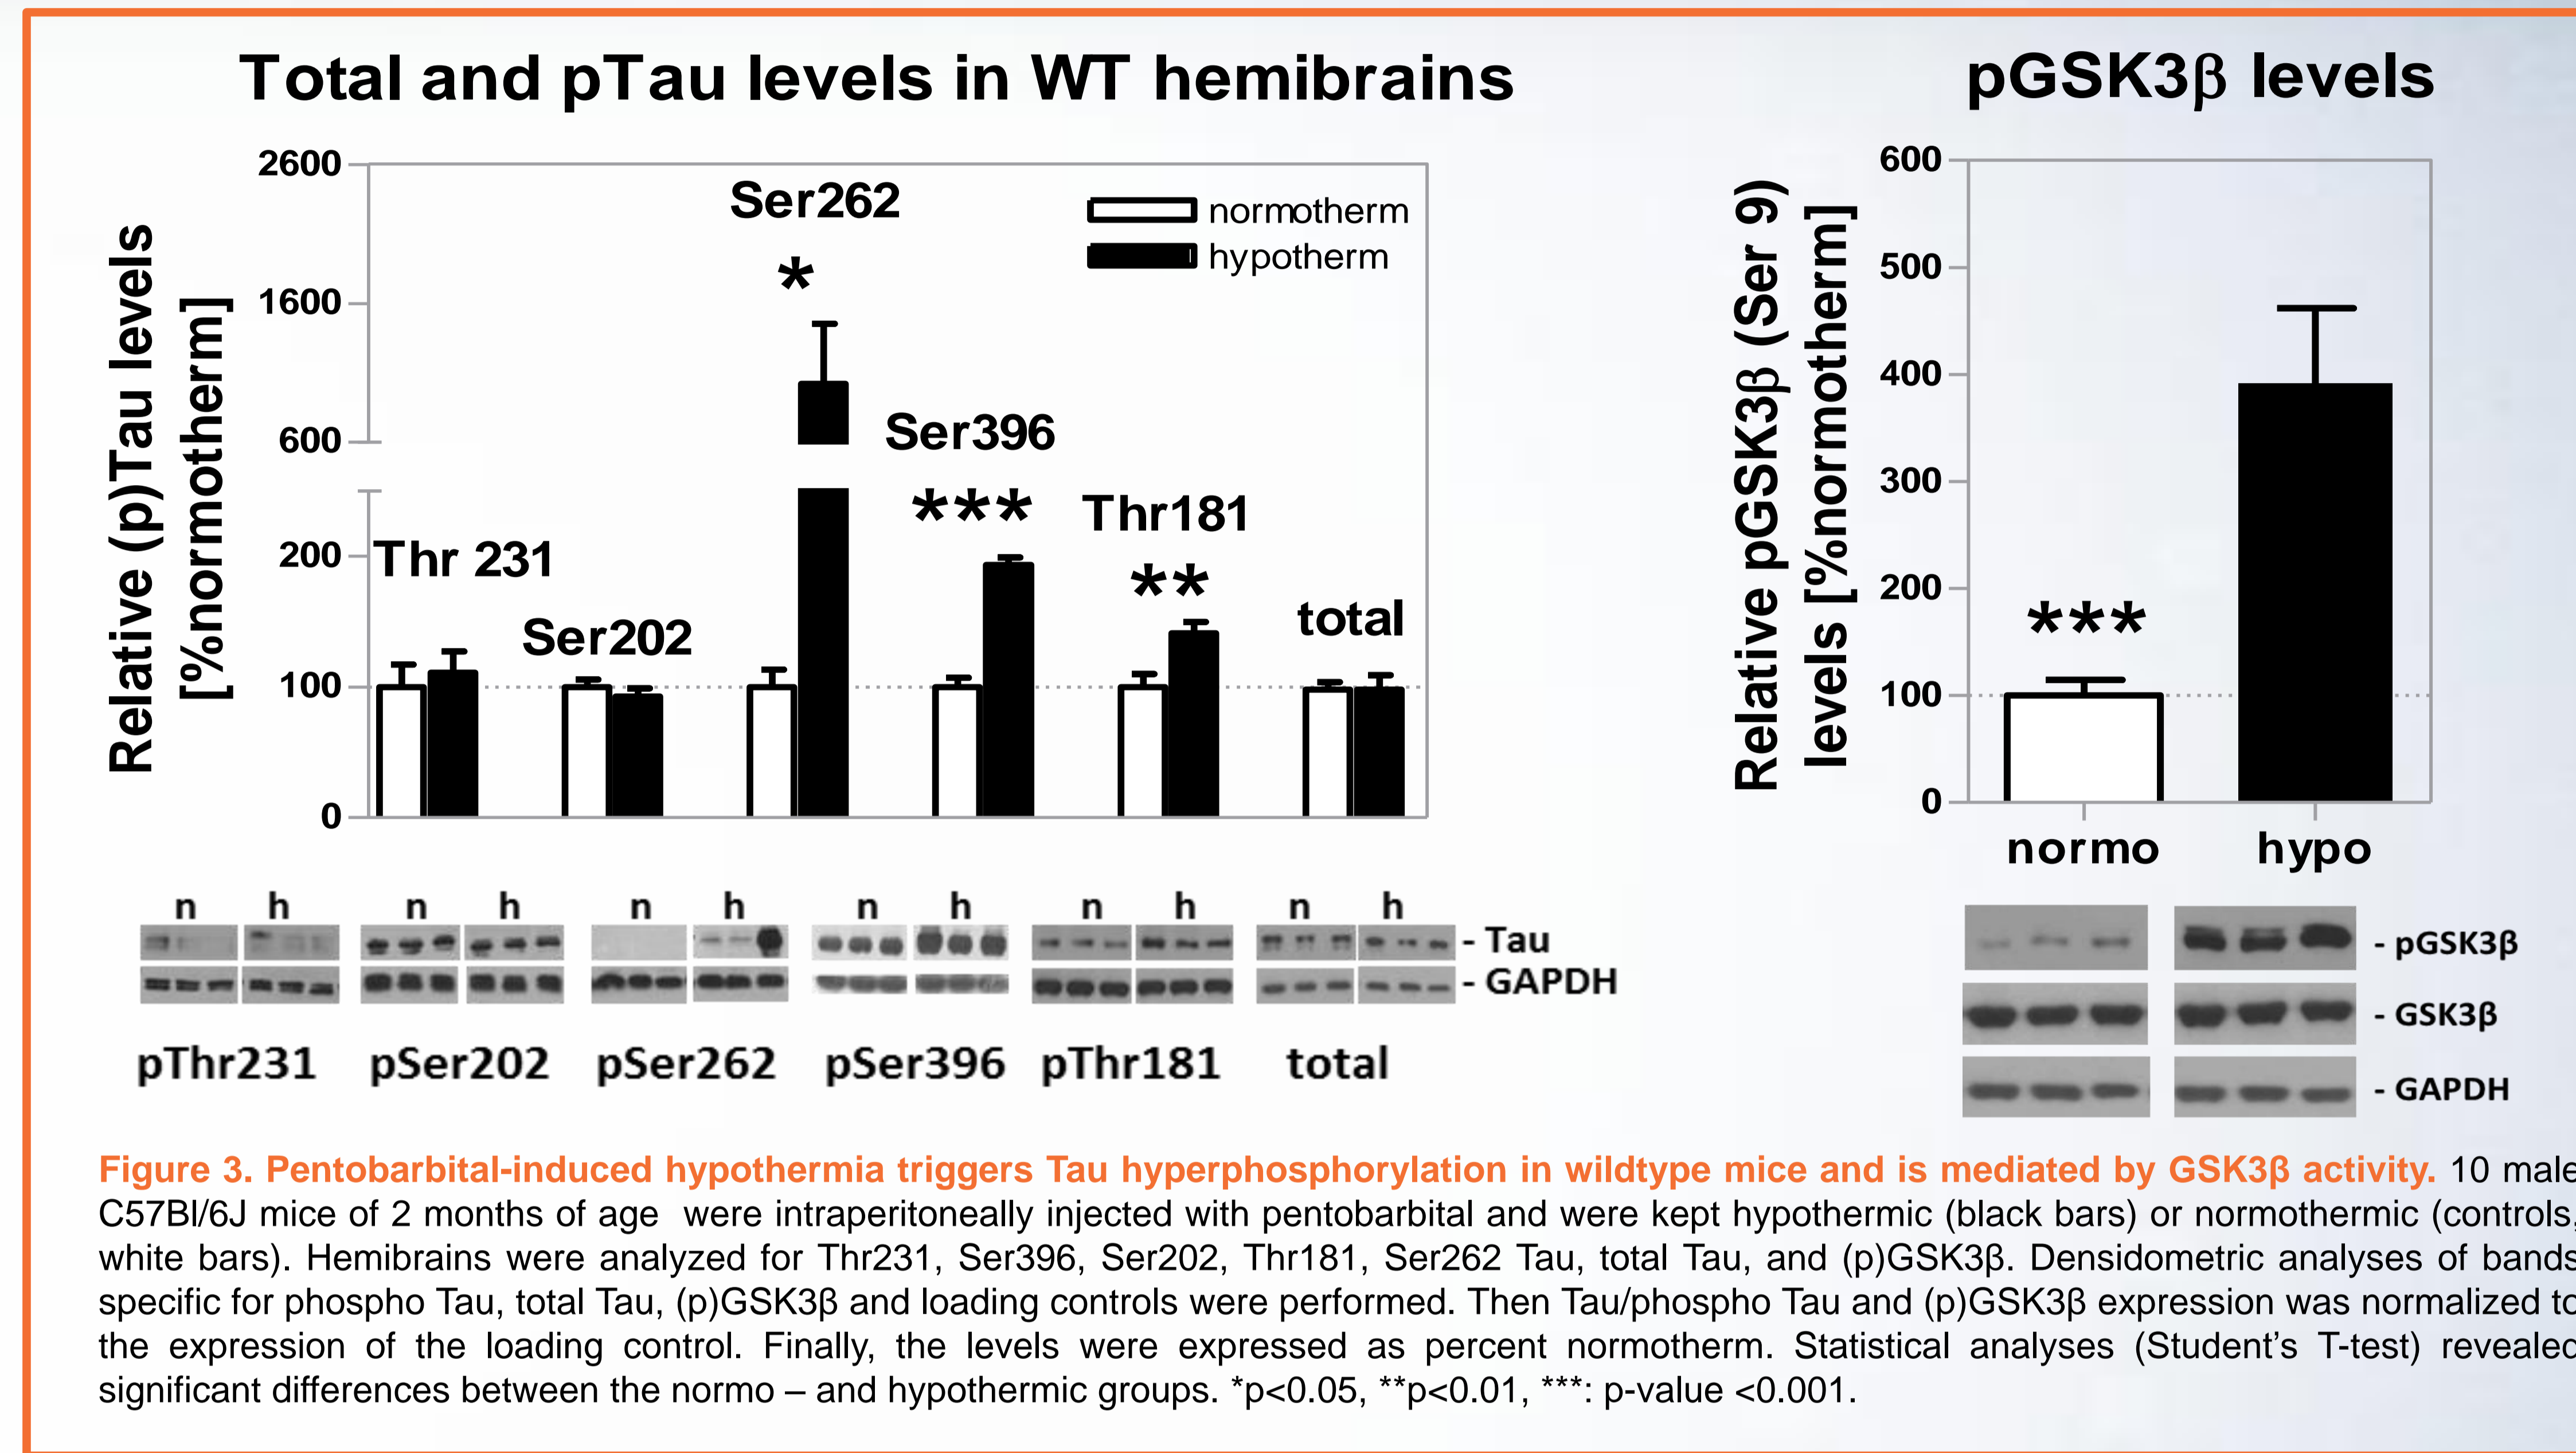 Total and pTau levels in WT hemibrains
Relative (p)Tau levels
[%normotherm]
2600
1600
600
200
100
0
normotherm
hypotherm
Thr 231
Ser202
Ser262
*
Ser396
***
Thr181
**
total
n h n h n h n h n h n h
- Tau
- GAPDH
pThr231 pSer202 pSer262 pSer396 pThr181 total
pGSK3β levels
Relative pGSK3β (Ser 9)
levels [%normotherm]
600
500
400
300
200
100
0
***
normo hypo
- pGSK3β
- GSK3β
- GAPDH
Figure 3. Pentobarbital-induced hypothermia triggers Tau hyperphosphorylation in wildtype mice and is mediated by GSK3β activity. 10 male
C57Bl/6J mice of 2 months of age were intraperitoneally injected with pentobarbital and were kept hypothermic (black bars) or normothermic (controls,
white bars). Hemibrains were analyzed for Thr231, Ser396, Ser202, Thr181, Ser262 Tau, total Tau, and (p)GSK3β. Densidometric analyses of bands
specific for phospho Tau, total Tau, (p)GSK3β and loading controls were performed. Then Tau/phospho Tau and (p)GSK3β expression was normalized to
the expression of the loading control. Finally, the levels were expressed as percent normotherm. Statistical analyses (Student's T-test) revealed
significant differences between the normo – and hypothermic groups. *p<0.05, **p<0.01, ***: p-value <0.001.